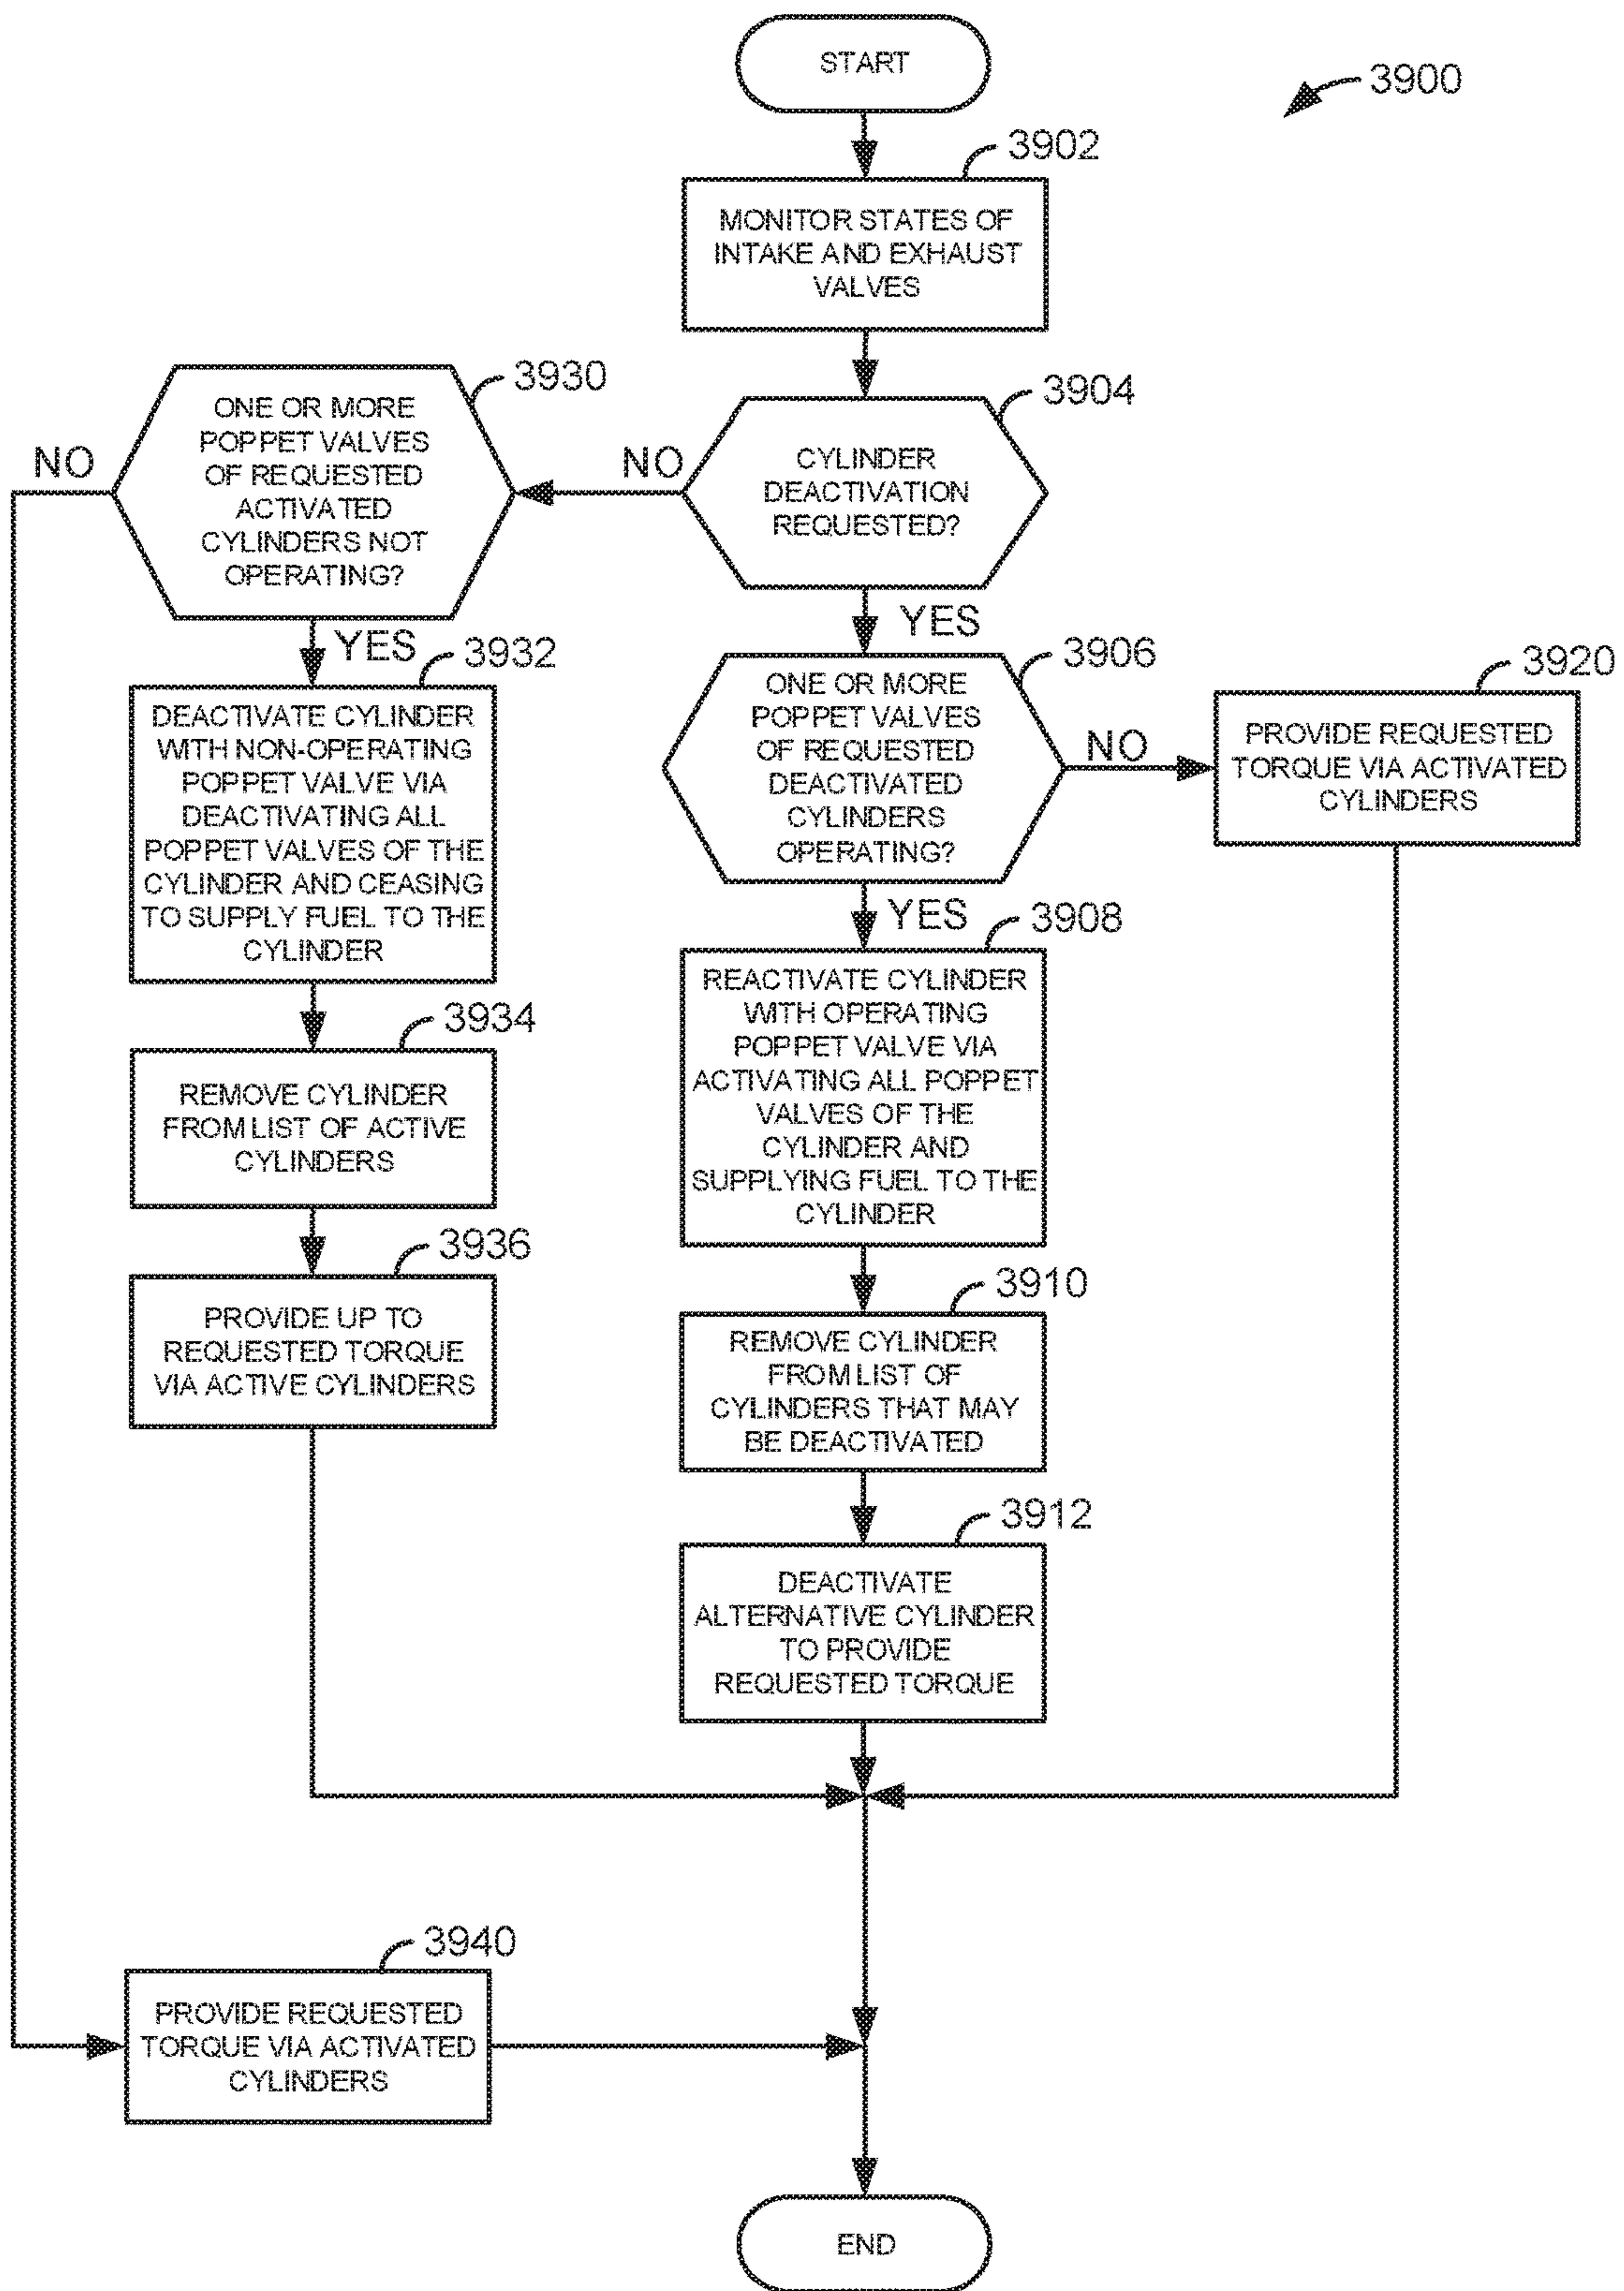 START
3900
3902
MONITOR STATES OF
INTAKE AND EXHAUST
VALVES
3904
CYLINDER
DEACTIVATION
REQUESTED?
NO
YES
3930
ONE OR MORE
POPPET VALVES
OF REQUESTED
ACTIVATED
CYLINDERS NOT
OPERATING?
NO
YES
3906
ONE OR MORE
POPPET VALVES
OF REQUESTED
DEACTIVATED
CYLINDERS
OPERATING?
NO
YES
3920
PROVIDE REQUESTED
TORQUE VIA ACTIVATED
CYLINDERS
3932
DEACTIVATE CYLINDER
WITH NON-OPERATING
POPPET VALVE VIA
DEACTIVATING ALL
POPPET VALVES OF THE
CYLINDER AND CEASING
TO SUPPLY FUEL TO THE
CYLINDER
3908
REACTIVATE CYLINDER
WITH OPERATING
POPPET VALVE VIA
ACTIVATING ALL POPPET
VALVES OF THE
CYLINDER AND
SUPPLYING FUEL TO THE
CYLINDER
3934
REMOVE CYLINDER
FROM LIST OF ACTIVE
CYLINDERS
3936
PROVIDE UP TO
REQUESTED TORQUE
VIA ACTIVE CYLINDERS
3910
REMOVE CYLINDER
FROM LIST OF
CYLINDERS THAT MAY
BE DEACTIVATED
3912
DEACTIVATE
ALTERNATIVE CYLINDER
TO PROVIDE
REQUESTED TORQUE
3940
PROVIDE REQUESTED
TORQUE VIA ACTIVATED
CYLINDERS
END